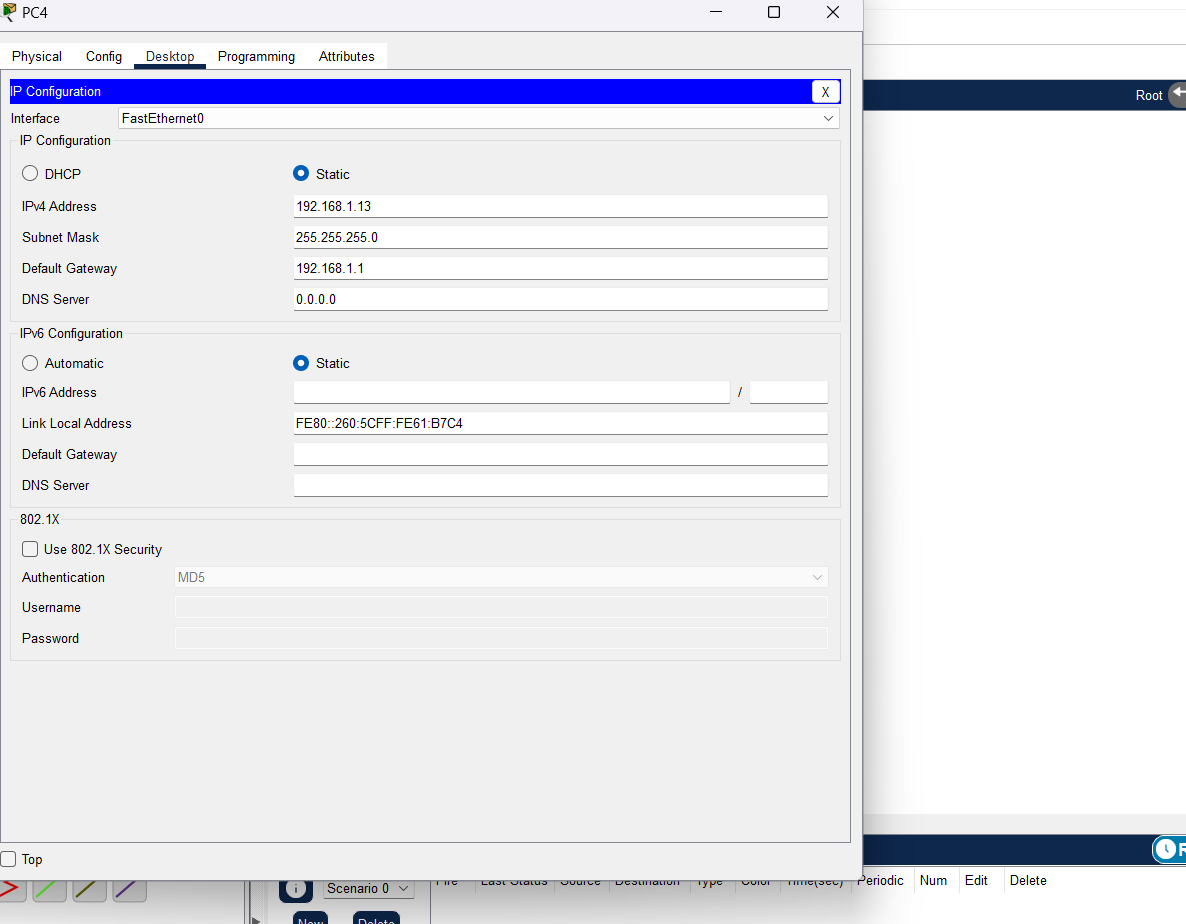 PC4
Physical Config Desktop Programming Attributes
IP Configuration X
Root
Interface FastEthernet0
IP Configuration
DHCP Static
IPv4 Address 192.168.1.13
Subnet Mask 255.255.255.0
Default Gateway 192.168.1.1
DNS Server 0.0.0.0
IPv6 Configuration
Automatic Static
IPv6 Address /
Link Local Address FE80::260:5CFF:FE61:B7C4
Default Gateway
DNS Server
802.1X
Use 802.1X Security
Authentication MD5
Username
Password
Top
R
Scenario 0 Fire Last Status Source Destination Type Color Time(sec) Periodic Num Edit Delete
New Delete